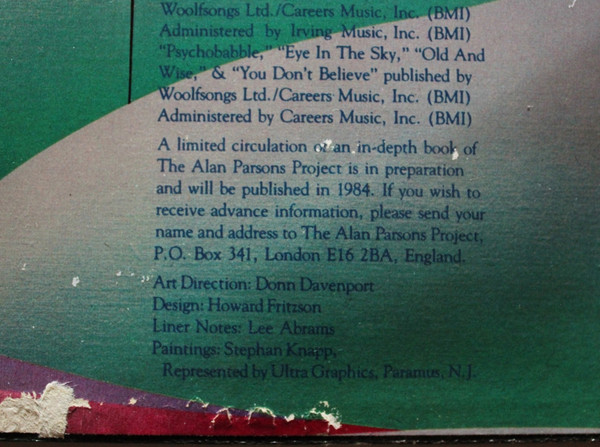 Woolfsongs Ltd./Careers Music, Inc. (BMI)
Administered by Irving Music, Inc. (BMI)
"Psychobabble," "Eye In The Sky," "Old And
Wise," & "You Don't Believe" published by
Woolfsongs Ltd./Careers Music, Inc. (BMI)
Administered by Careers Music, Inc. (BMI)
A limited circulation of an in-depth book of
The Alan Parsons Project is in preparation
and will be published in 1984. If you wish to
receive advance information, please send your
name and address to The Alan Parsons Project,
P.O. Box 341, London E16 2BA, England.
Art Direction: Donn Davenport
Design: Howard Fritzson
Liner Notes: Lee Abrams
Paintings: Stephan Knapp,
Represented by Ultra Graphics, Paramus, N.J.